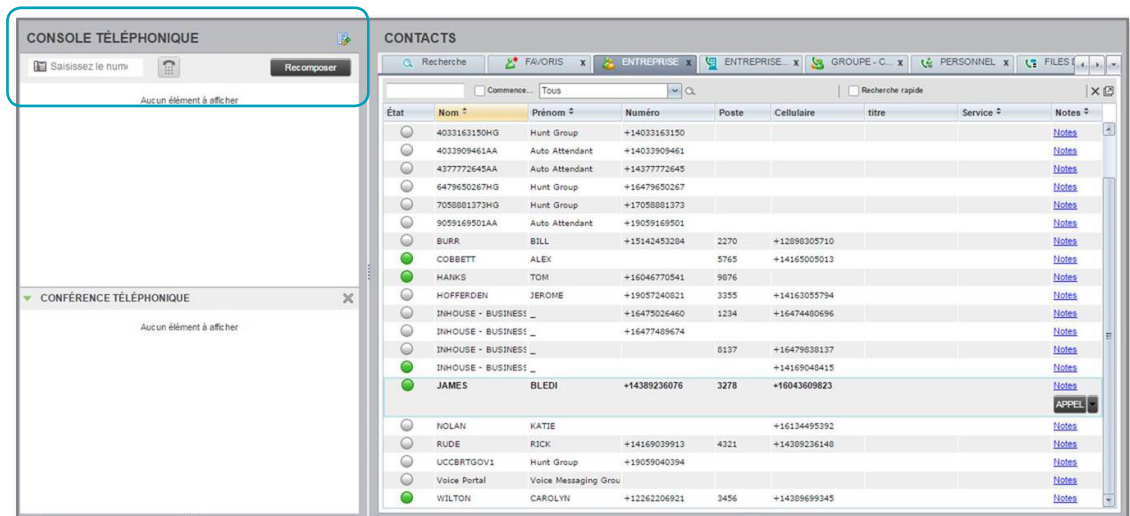 CONSOLE TÉLÉPHONIQUE
Saisissez le num
Recomposer
Aucun élément à afficher
CONFÉRENCE TÉLÉPHONIQUE
Aucun élément à afficher
CONTACTS
Recherche FAVORIS x ENTREPRISE x ENTREPRISE... x GROUPE - C... x PERSONNEL x FILES
Commence... Tous Recherche rapide
État Nom Prénom Numéro Poste Cellulaire titre Service Notes
4033163150HG Hunt Group +14033163150 Notes
4033909461AA Auto Attendant +14033909461 Notes
4377772645AA Auto Attendant +14377772645 Notes
6479650267HG Hunt Group +16479650267 Notes
7058881373HG Hunt Group +17058881373 Notes
9059169501AA Auto Attendant +19059169501 Notes
BURR BILL +15142453284 2270 +12898305710 Notes
COBBETT ALEX 5765 +14165005013 Notes
HANKS TOM +16046770541 9876 Notes
HOFFERDEN JEROME +19057240821 3355 +14163055794 Notes
INHOUSE - BUSINESS _ +16475026460 1234 +16474480696 Notes
INHOUSE - BUSINESS _ +16477489674 Notes
INHOUSE - BUSINESS _ 8137 +16479838137 Notes
INHOUSE - BUSINESS _ +14169048415 Notes
JAMES BLEDI +14389236076 3278 +16043609823 Notes
APPEL
NOLAN KATIE +16134495392 Notes
RUDE RICK +14169039913 4321 +14389236148 Notes
UCCBRTGOV1 Hunt Group +19059040394 Notes
Voice Portal Voice Messaging Grou Notes
WILTON CAROLYN +12262206921 3456 +14389699345 Notes